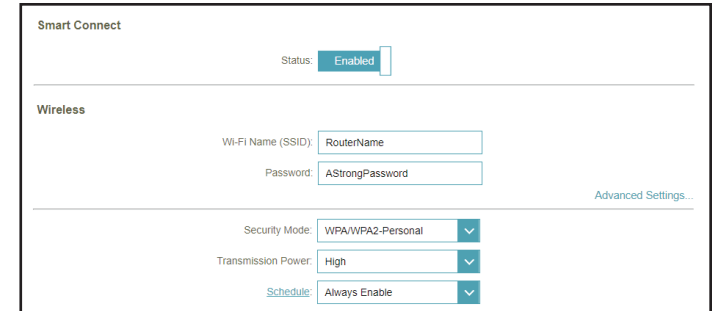 Smart Connect
Status: Enabled
Wireless
Wi-Fi Name (SSID): RouterName
Password: AStrongPassword
Advanced Settings...
Security Mode: WPA/WPA2-Personal
Transmission Power: High
Schedule: Always Enable